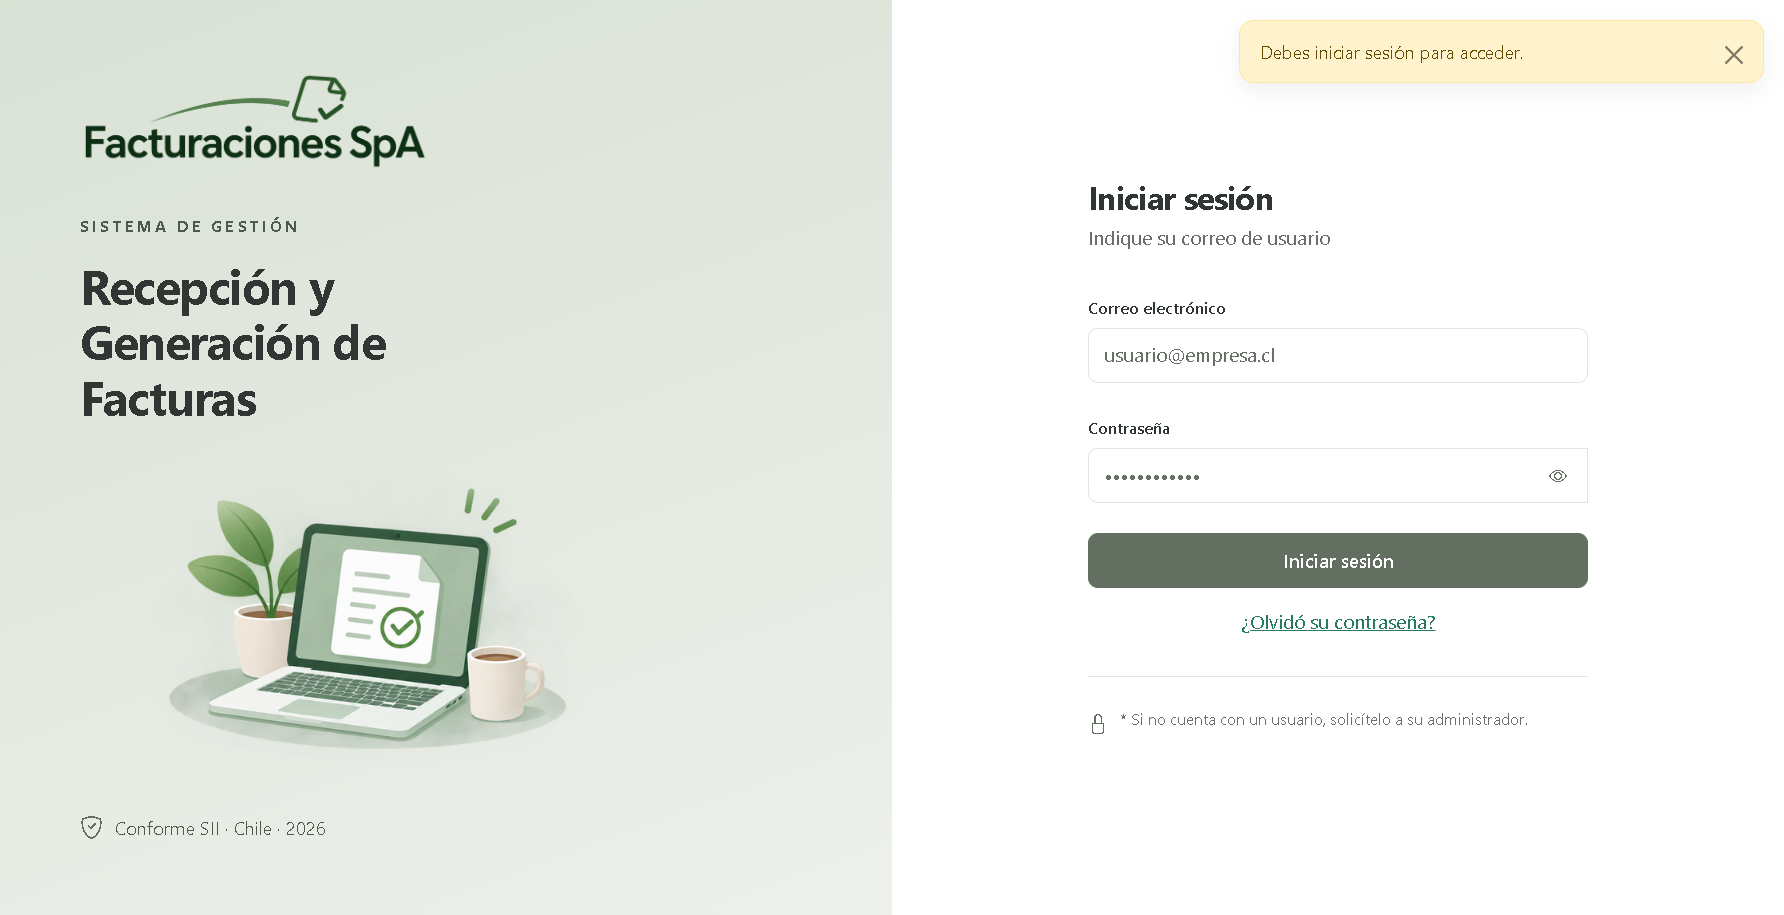 Facturaciones SpA
SISTEMA DE GESTIÓN
Recepción y
Generación de
Facturas
Conforme SII · Chile · 2026
Debes iniciar sesión para acceder.
Iniciar sesión
Indique su correo de usuario
Correo electrónico
usuario@empresa.cl
Contraseña
••••••••••••
Iniciar sesión
¿Olvidó su contraseña?
* Si no cuenta con un usuario, solicítelo a su administrador.